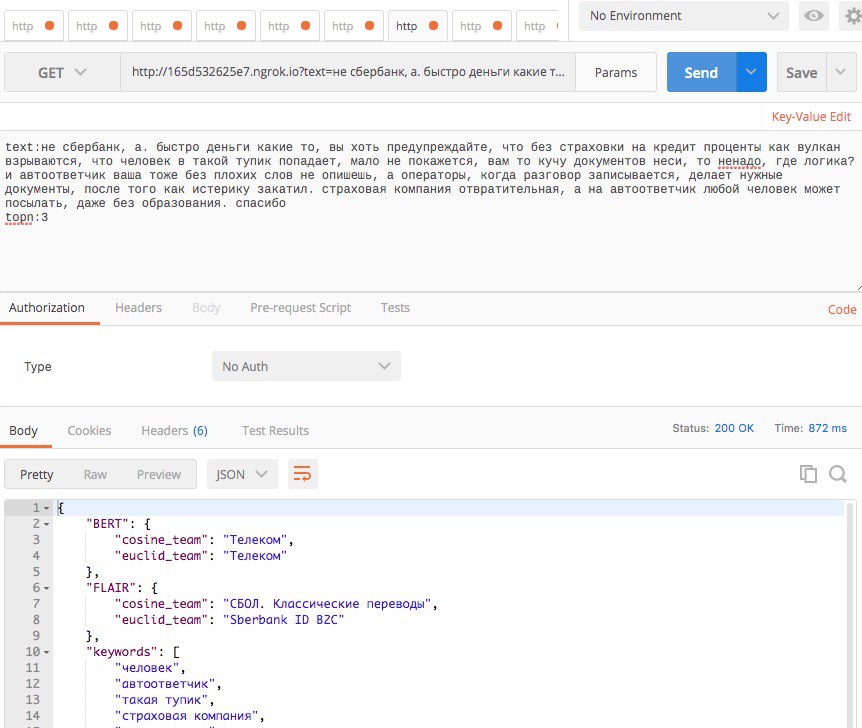 http http http http http http http http
No Environment
GET http://165d532625e7.ngrok.io?text=не сбербанк, а. быстро деньги какие т... Params Send Save
Key-Value Edit
text:не сбербанк, а. быстро деньги какие то, вы хоть предупреждайте, что без страховки на кредит проценты как вулкан
взрываются, что человек в такой тупик попадает, мало не покажется, вам то кучу документов неси, то ненадо, где логика?
и автоответчик ваша тоже без плохих слов не опишешь, а операторы, когда разговор записывается, делает нужные
документы, после того как истерику закатил. страховая компания отвратительная, а на автоответчик любой человек может
посылать, даже без образования. спасибо
topn:3
Authorization Headers Body Pre-request Script Tests Code
Type No Auth
Body Cookies Headers (6) Test Results Status: 200 OK Time: 872 ms
Pretty Raw Preview JSON
1 {
2 "BERT": {
3 "cosine_team": "Телеком",
4 "euclid_team": "Телеком"
5 },
6 "FLAIR": {
7 "cosine_team": "СБОЛ. Классические переводы",
8 "euclid_team": "Sberbank ID B2C"
9 },
10 "keywords": [
11 "человек",
12 "автоответчик",
13 "такая тупик",
14 "страховая компания",